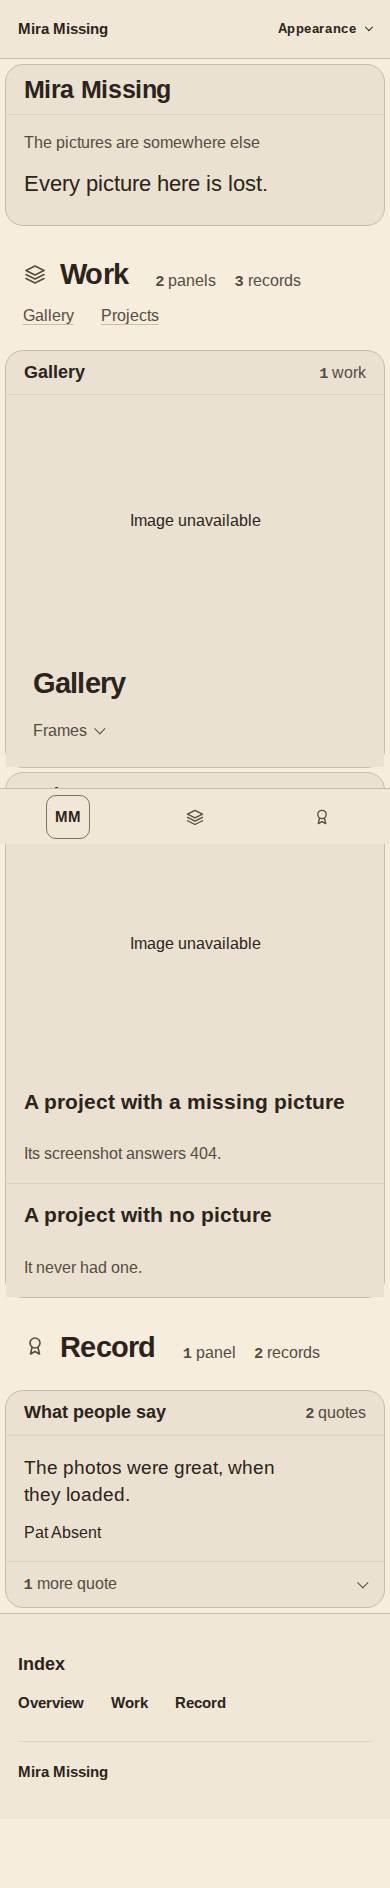 Mira Missing
Appearance
Mira Missing
The pictures are somewhere else
Every picture here is lost.
Work
2 panels 3 records
Gallery Projects
Gallery
1 work
Image unavailable
Gallery
Frames
MM
Image unavailable
A project with a missing picture
Its screenshot answers 404.
A project with no picture
It never had one.
Record
1 panel 2 records
What people say
2 quotes
The photos were great, when
they loaded.
Pat Absent
1 more quote
Index
Overview Work Record
Mira Missing